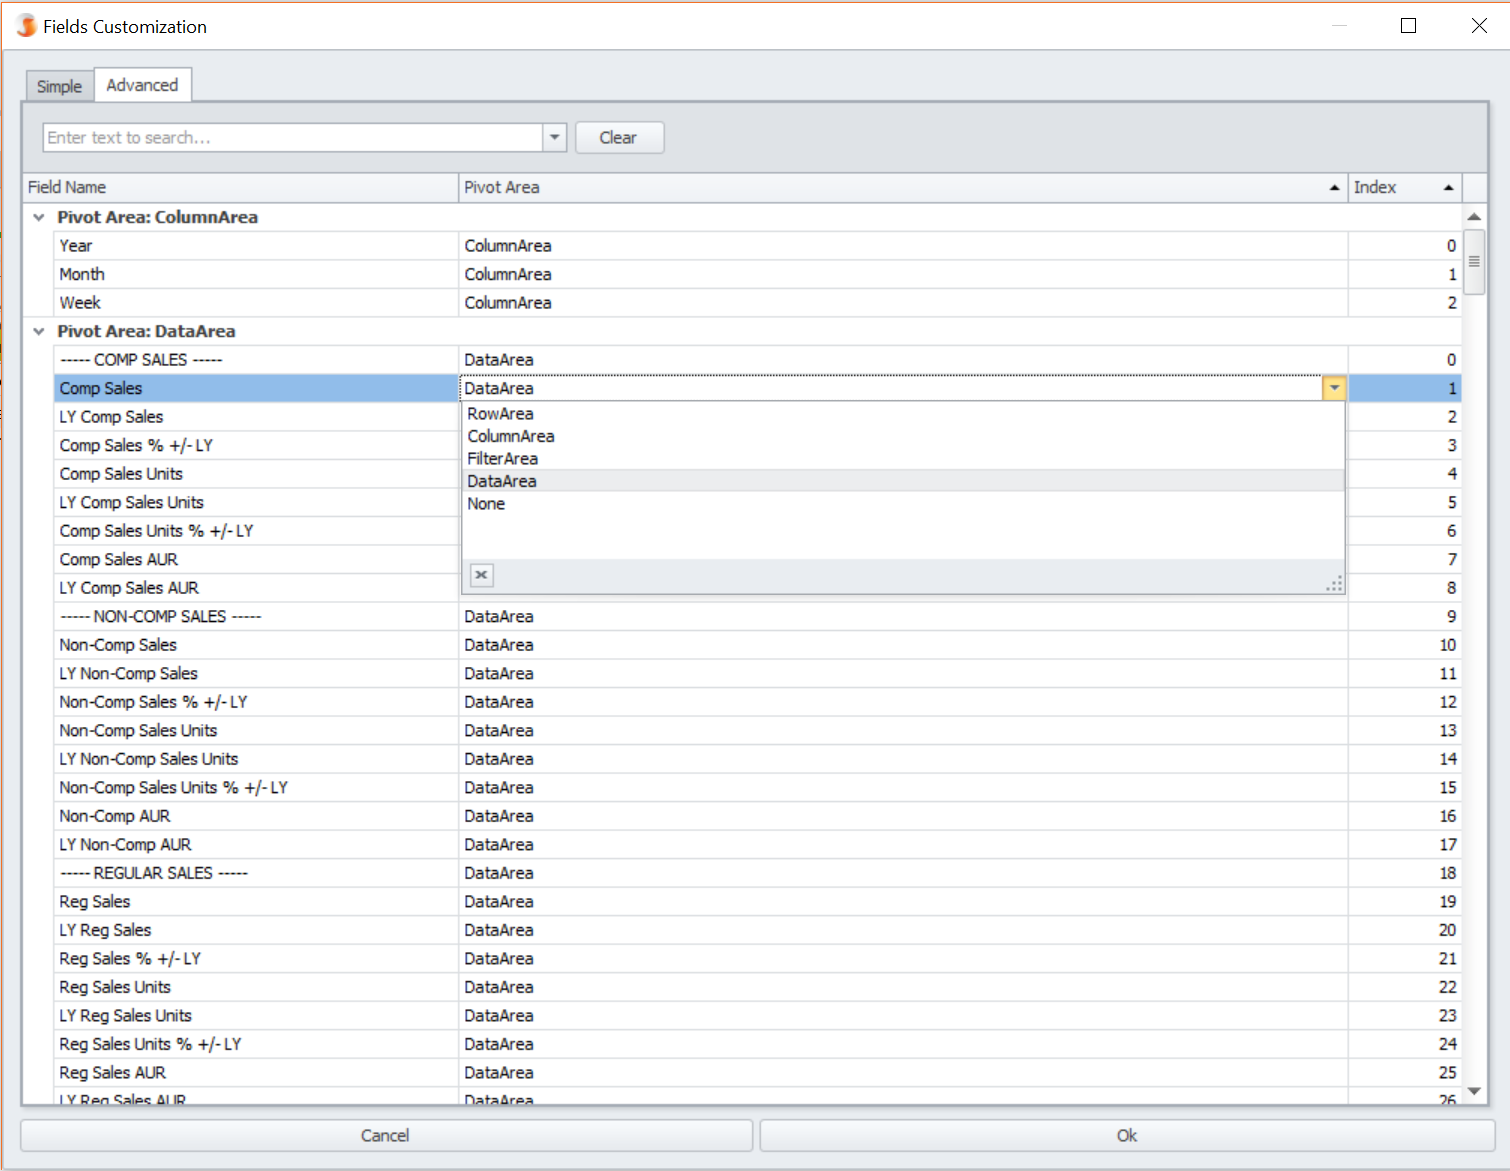 Fields Customization
Simple Advanced
Enter text to search... Clear
Field Name Pivot Area Index
Pivot Area: ColumnArea
Year ColumnArea 0
Month ColumnArea 1
Week ColumnArea 2
Pivot Area: DataArea
----- COMP SALES ----- DataArea 0
Comp Sales DataArea 1
RowArea
ColumnArea
FilterArea
DataArea
None
LY Comp Sales 2
Comp Sales % +/- LY 3
Comp Sales Units 4
LY Comp Sales Units 5
Comp Sales Units % +/- LY 6
Comp Sales AUR 7
LY Comp Sales AUR 8
----- NON-COMP SALES ----- DataArea 9
Non-Comp Sales DataArea 10
LY Non-Comp Sales DataArea 11
Non-Comp Sales % +/- LY DataArea 12
Non-Comp Sales Units DataArea 13
LY Non-Comp Sales Units DataArea 14
Non-Comp Sales Units % +/- LY DataArea 15
Non-Comp AUR DataArea 16
LY Non-Comp AUR DataArea 17
----- REGULAR SALES ----- DataArea 18
Reg Sales DataArea 19
LY Reg Sales DataArea 20
Reg Sales % +/- LY DataArea 21
Reg Sales Units DataArea 22
LY Reg Sales Units DataArea 23
Reg Sales Units % +/- LY DataArea 24
Reg Sales AUR DataArea 25
LY Reg Sales AUR DataArea 26
Cancel Ok